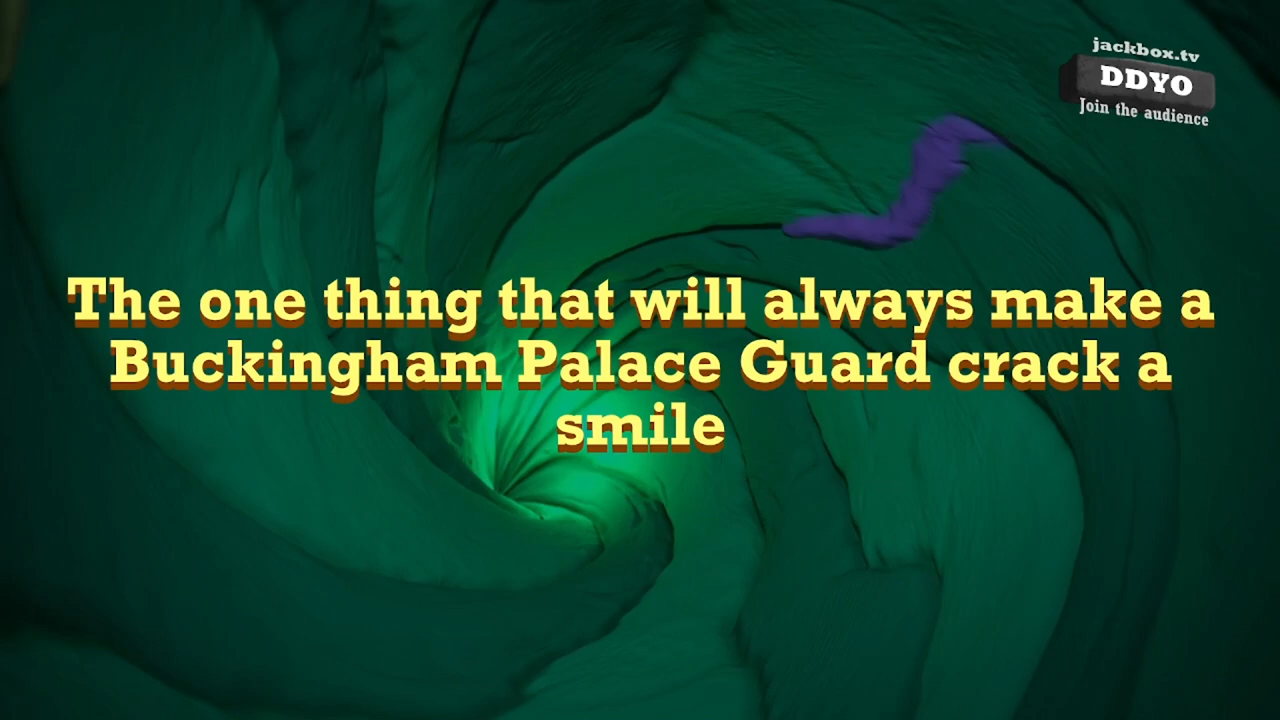 jackbox.tv
DDYO
Join the audience
The one thing that will always make a
Buckingham Palace Guard crack a
smile